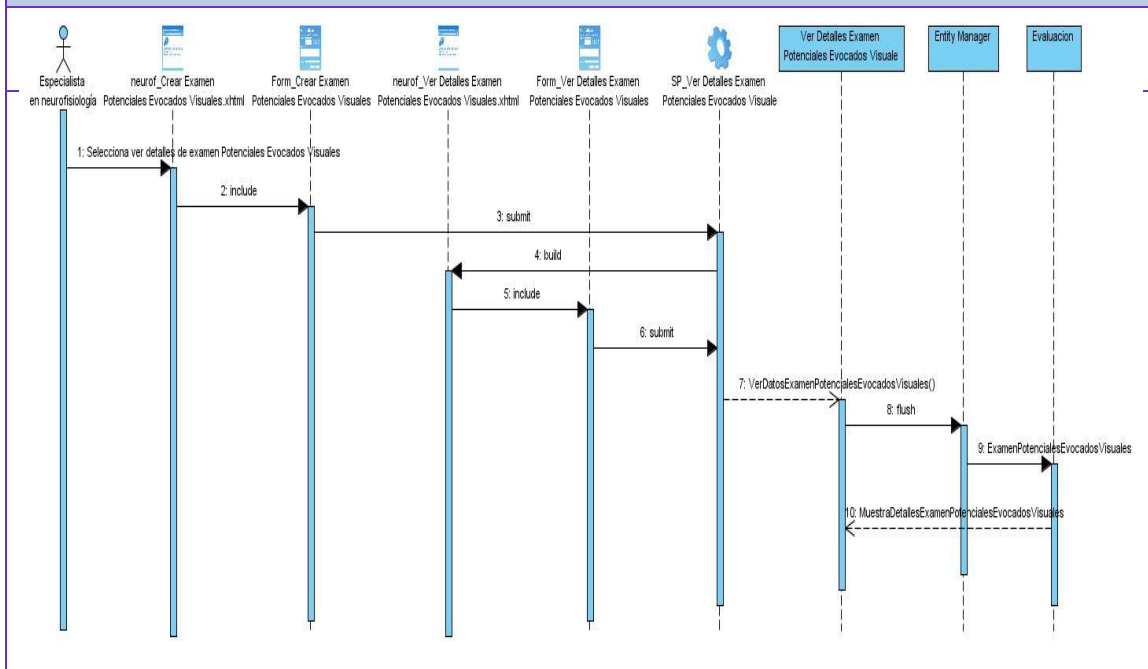 Especialista
en neurofisiología
neurof_Crear Examen
Potenciales Evocados Visuales.xhtml
Form_Crear Examen
Potenciales Evocados Visuales
neurof_Ver Detalles Examen
Potenciales Evocados Visuales.xhtml
Form_Ver Detalles Examen
Potenciales Evocados Visuales
SP_Ver Detalles Examen
Potenciales Evocados Visuale
Ver Detalles Examen
Potenciales Evocados Visuale
Entity Manager
Evaluacion
1: Selecciona ver detalles de examen Potenciales Evocados Visuales
2: include
3: submit
4: build
5: include
6: submit
7: VerDatosExamenPotencialesEvocadosVisuales()
8: flush
9: ExamenPotencialesEvocadosVisuales
10: MuestraDetallesExamenPotencialesEvocadosVisuales